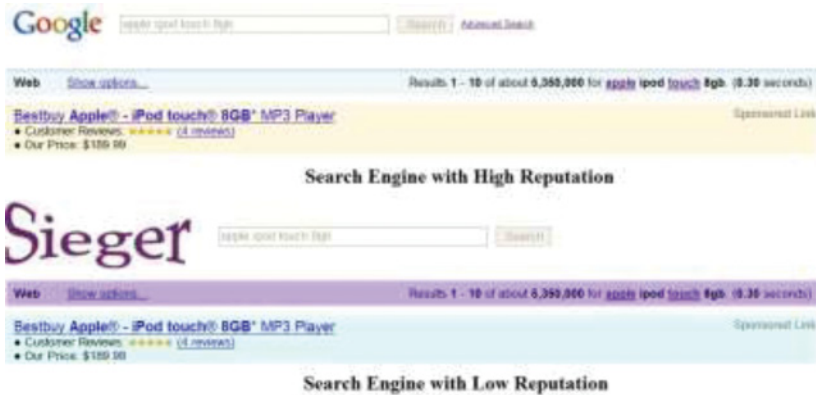 Google apple ipod touch 8gb Search Advanced Search
Web Show options... Results 1 - 10 of about 6,350,000 for apple ipod touch 8gb. (0.30 seconds)
Bestbuy Apple® - iPod touch® 8GB* MP3 Player Sponsored Link
• Customer Reviews: ★★★★★ (4 reviews)
• Our Price: $189.99
Search Engine with High Reputation
Sieger apple ipod touch 8gb Search
Web Show options... Results 1 - 10 of about 6,350,000 for apple ipod touch 8gb. (0.30 seconds)
Bestbuy Apple® - iPod touch® 8GB* MP3 Player Sponsored Link
• Customer Reviews: ★★★★★ (4 reviews)
• Our Price: $189.99
Search Engine with Low Reputation